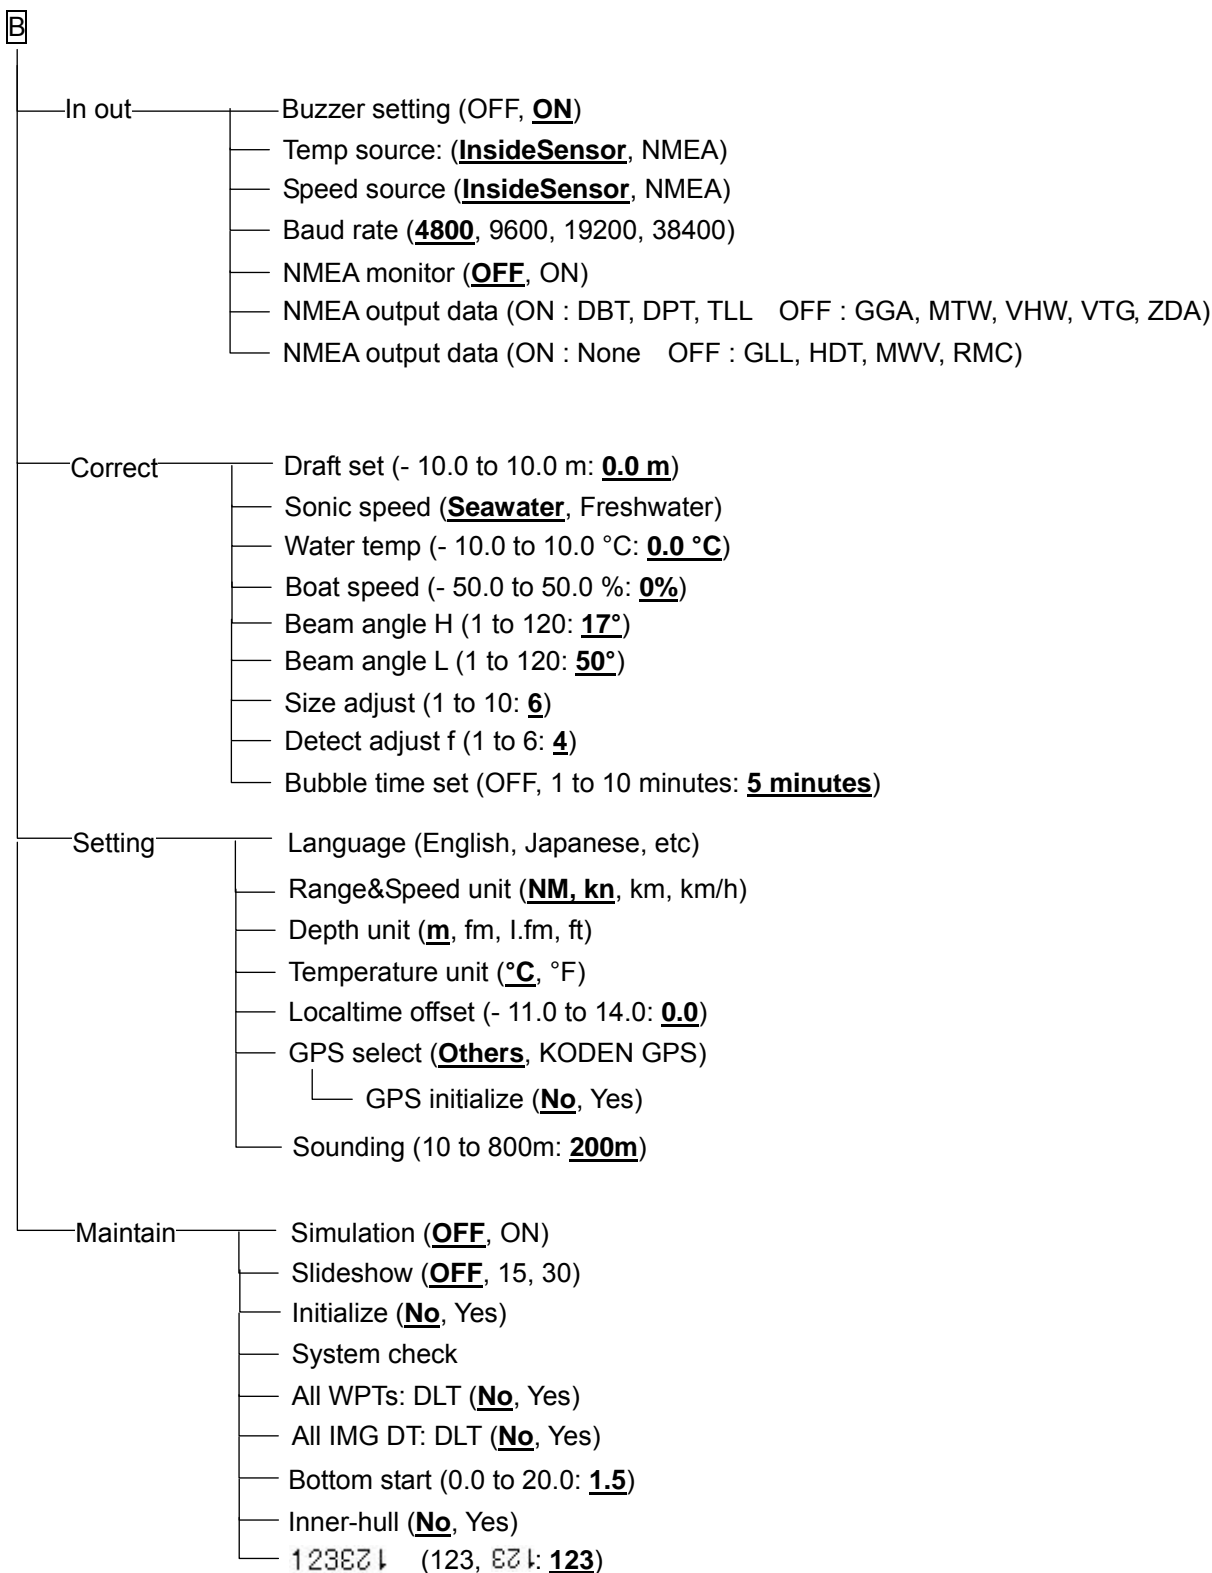 B
In out Buzzer setting (OFF, ON)
Temp source: (InsideSensor, NMEA)
Speed source (InsideSensor, NMEA)
Baud rate (4800, 9600, 19200, 38400)
NMEA monitor (OFF, ON)
NMEA output data (ON : DBT, DPT, TLL OFF : GGA, MTW, VHW, VTG, ZDA)
NMEA output data (ON : None OFF : GLL, HDT, MWV, RMC)
Correct Draft set (- 10.0 to 10.0 m: 0.0 m)
Sonic speed (Seawater, Freshwater)
Water temp (- 10.0 to 10.0 °C: 0.0 °C)
Boat speed (- 50.0 to 50.0 %: 0%)
Beam angle H (1 to 120: 17°)
Beam angle L (1 to 120: 50°)
Size adjust (1 to 10: 6)
Detect adjust f (1 to 6: 4)
Bubble time set (OFF, 1 to 10 minutes: 5 minutes)
Setting Language (English, Japanese, etc)
Range&Speed unit (NM, kn, km, km/h)
Depth unit (m, fm, I.fm, ft)
Temperature unit (°C, °F)
Localtime offset (- 11.0 to 14.0: 0.0)
GPS select (Others, KODEN GPS)
GPS initialize (No, Yes)
Sounding (10 to 800m: 200m)
Maintain Simulation (OFF, ON)
Slideshow (OFF, 15, 30)
Initialize (No, Yes)
System check
All WPTs: DLT (No, Yes)
All IMG DT: DLT (No, Yes)
Bottom start (0.0 to 20.0: 1.5)
Inner-hull (No, Yes)
123321 (123, 321: 123)